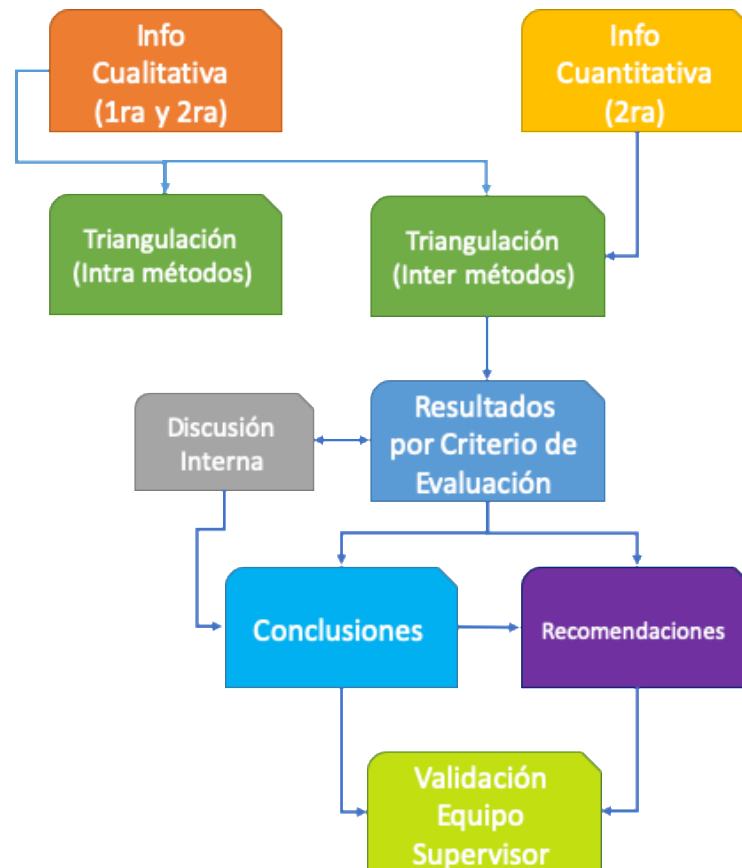 Info
Cualitativa
(1ra y 2ra)
Info
Cuantitativa
(2ra)
Triangulación
(Intra métodos)
Triangulación
(Inter métodos)
Discusión
Interna
Resultados
por Criterio de
Evaluación
Conclusiones
Recomendaciones
Validación
Equipo
Supervisor